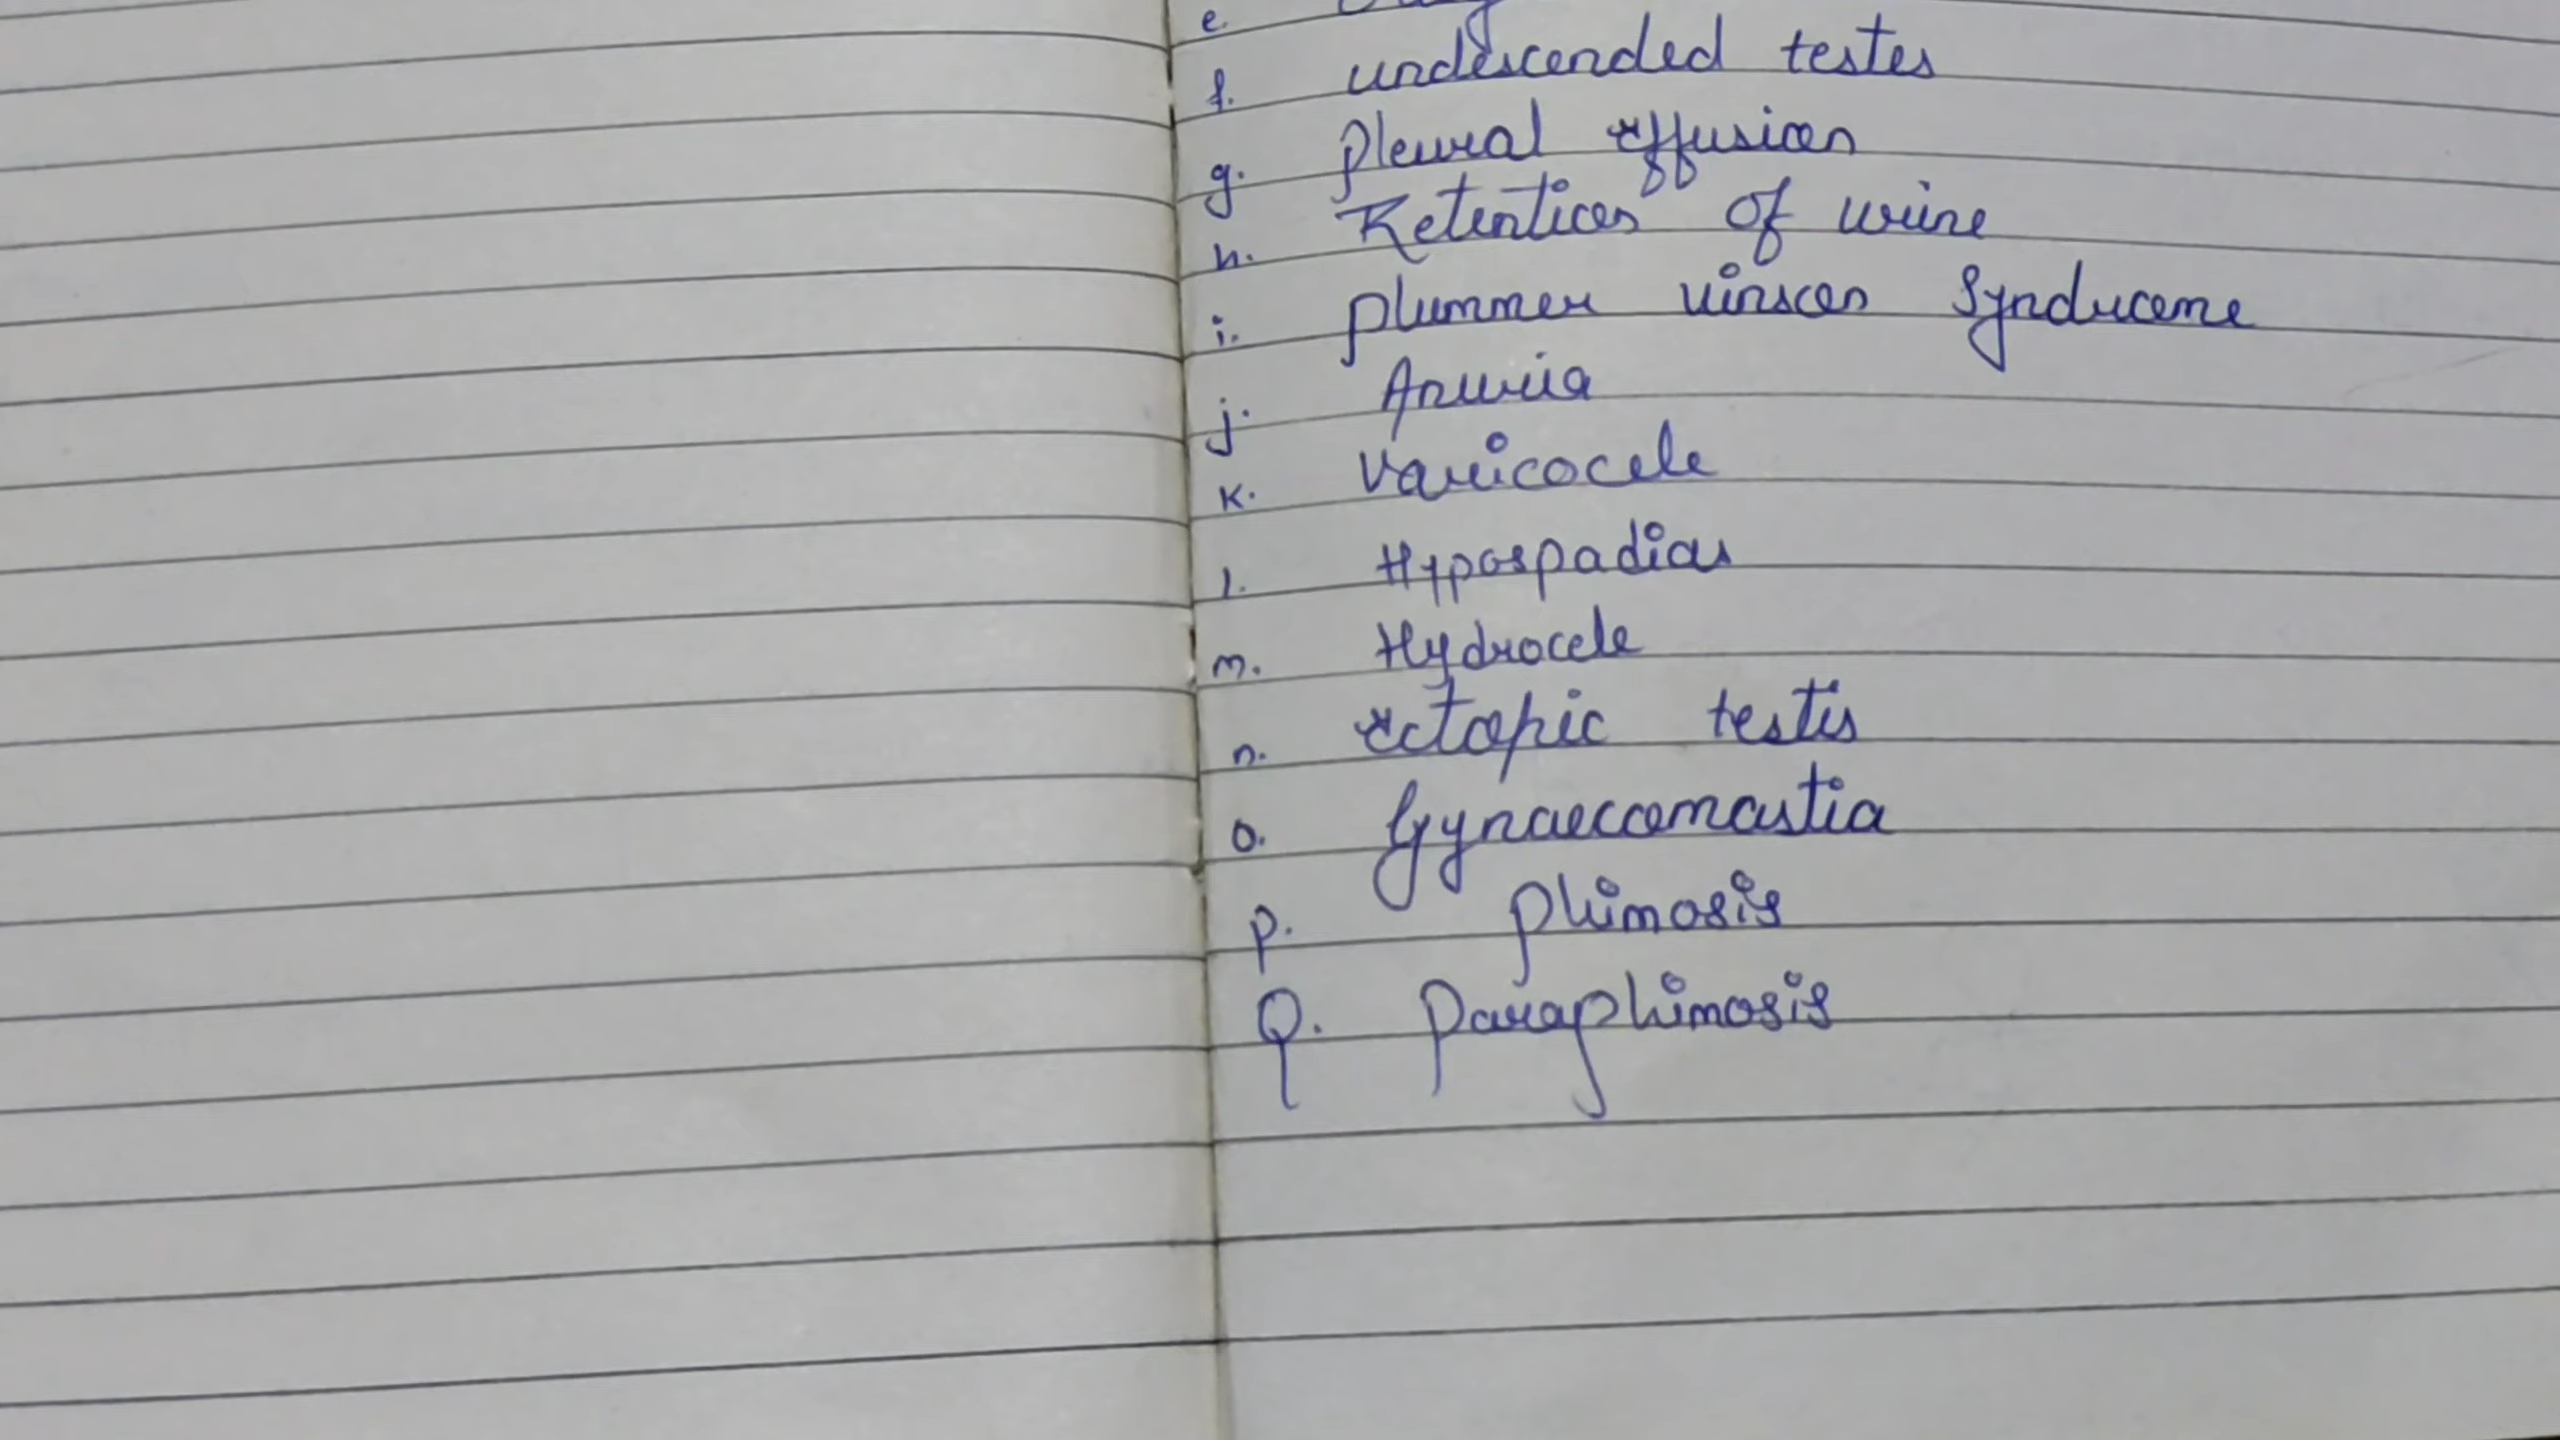 e.
f. undescended testes
g. Pleural effusion
h. Retention of urine
i. Plummer vinson Syndrome
j. Anuria
k. Varicocele
l. Hypospadias
m. Hydrocele
n. ectopic testis
o. Gynaecomastia
p. Phimosis
Q. Paraphimosis